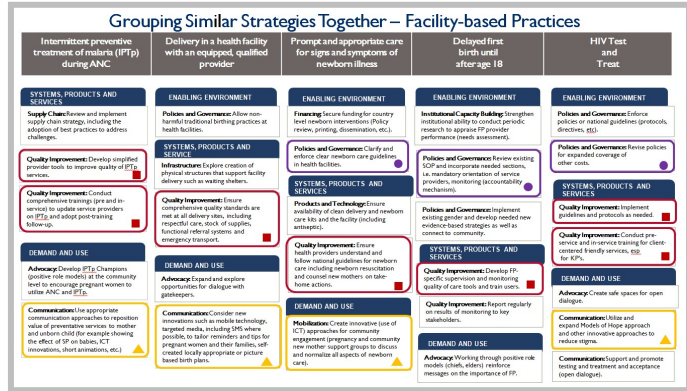 Grouping Similar Strategies Together – Facility-based Practices
Intermittent preventive
treatment of malaria (IPTp)
during ANC
SYSTEMS, PRODUCTS AND
SERVICES
Supply Chain: Review and implement
supply chain strategy, including the
adoption of best practices to address
challenges.
Quality Improvement: Develop simplified
provider tools to improve quality of IPTp
services.
Quality Improvement: Conduct
comprehensive trainings (pre and in-
service) to update service providers
on IPTp and adopt post-training
follow-up.
DEMAND AND USE
Advocacy: Develop IPTp Champions
(positive role models) at the community
level to encourage pregnant women to
utilize ANC and IPTp.
Communication: Use appropriate
communication approaches to reposition
value of preventative services to mother
and unborn child (for example showing
the effect of SP on babies, ICT
innovations, short animations, etc.)
Delivery in a health facility
with an equipped, qualified
provider
ENABLING ENVIRONMENT
Policies and Governance: Allow non-
harmful traditional birthing practices at
health facilities.
SYSTEMS, PRODUCTS AND
SERVICE
Infrastructure: Explore creation of
physical structures that support facility
delivery such as waiting shelters.
Quality Improvement: Ensure
comprehensive quality standards are
met at all delivery sites, including
respectful care, stock of supplies,
functional referral systems and
emergency transport.
DEMAND AND USE
Advocacy: Expand and explore
opportunities for dialogue with
gatekeepers.
Communication: Consider new
innovations such as mobile technology,
targeted media, including SMS where
possible, to tailor reminders and tips for
pregnant women and their families, self-
created locally appropriate or picture
based birth plans.
Prompt and appropriate care
for signs and symptoms of
newborn illness
ENABLING ENVIRONMENT
Financing: Secure funding for country
level newborn interventions (Policy
review, printing, dissemination, etc.).
Policies and Governance: Clarify and
enforce clear newborn care guidelines
in health facilities.
SYSTEMS, PRODUCTS AND
SERVICES
Products and Technology: Ensure
availability of clean delivery and newborn
care kits and the facility (including
antiseptic).
Quality Improvement: Ensure
health providers understand and
follow national guidelines for newborn
care including newborn resuscitation
and counsel new mothers on take-
home actions.
DEMAND AND USE
Mobilization: Create innovative (use of
ICT) approaches for community
engagement (pregnancy and community
new mother support groups to discuss
and normalize all aspects of newborn
care).
Delayed first
birth until
after age 18
ENABLING ENVIRONMENT
Institutional Capacity Building: Strengthen
institutional ability to conduct periodic
research to appraise FP provider
performance (needs assessment).
Policies and Governance: Review existing
SOP and incorporate needed sections,
i.e. mandatory orientation of service
providers, monitoring (accountability
mechanism).
Policies and Governance: Implement
existing gender and develop needed new
evidence-based strategies as well as
connect to community.
SYSTEMS, PRODUCTS AND
SERVICES
Quality Improvement: Develop FP-
specific supervision and monitoring
quality of care tools and train users.
Quality Improvement: Report regularly
on results of monitoring to key
stakeholders.
DEMAND AND USE
Advocacy: Working through positive role
models (chiefs, elders) reinforce
messages on the importance of FP.
HIV Test
and
Treat
ENABLING ENVIRONMENT
Policies and Governance: Enforce
policies or national guidelines (protocols,
directives, etc).
Policies and Governance: Revise policies
for expanded coverage of
other costs.
SYSTEMS, PRODUCTS AND
SERVICES
Quality Improvement: Implement
guidelines and protocols as needed.
Quality Improvement: Conduct pre-
service and in-service training for client-
centered friendly services, esp
for KP's.
DEMAND AND USE
Advocacy: Create safe spaces for open
dialogue.
Communication: Utilize and
expand Models of Hope approach
and other innovative approaches to
reduce stigma.
Communication: Support and promote
testing and treatment and acceptance
(open dialogue).